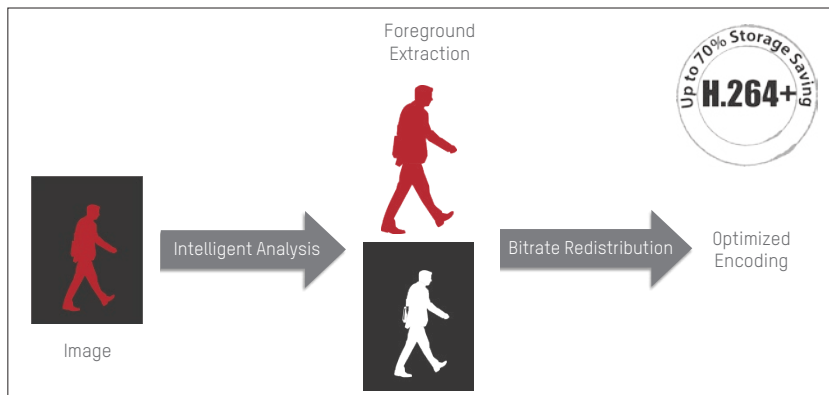 Foreground
Extraction
Up to 70% Storage Saving
H.264+
Intelligent Analysis
Bitrate Redistribution
Optimized
Encoding
Image